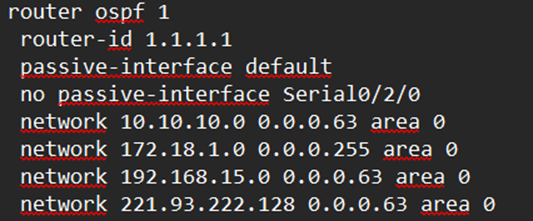 router ospf 1
router-id 1.1.1.1
passive-interface default
no passive-interface Serial0/2/0
network 10.10.10.0 0.0.0.63 area 0
network 172.18.1.0 0.0.0.255 area 0
network 192.168.15.0 0.0.0.63 area 0
network 221.93.222.128 0.0.0.63 area 0